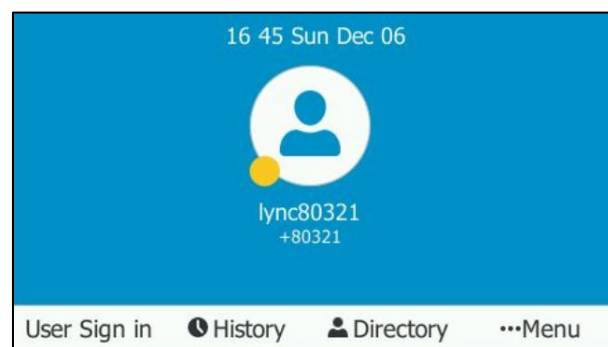 16 45 Sun Dec 06
lync80321
+80321
User Sign in History Directory •••Menu